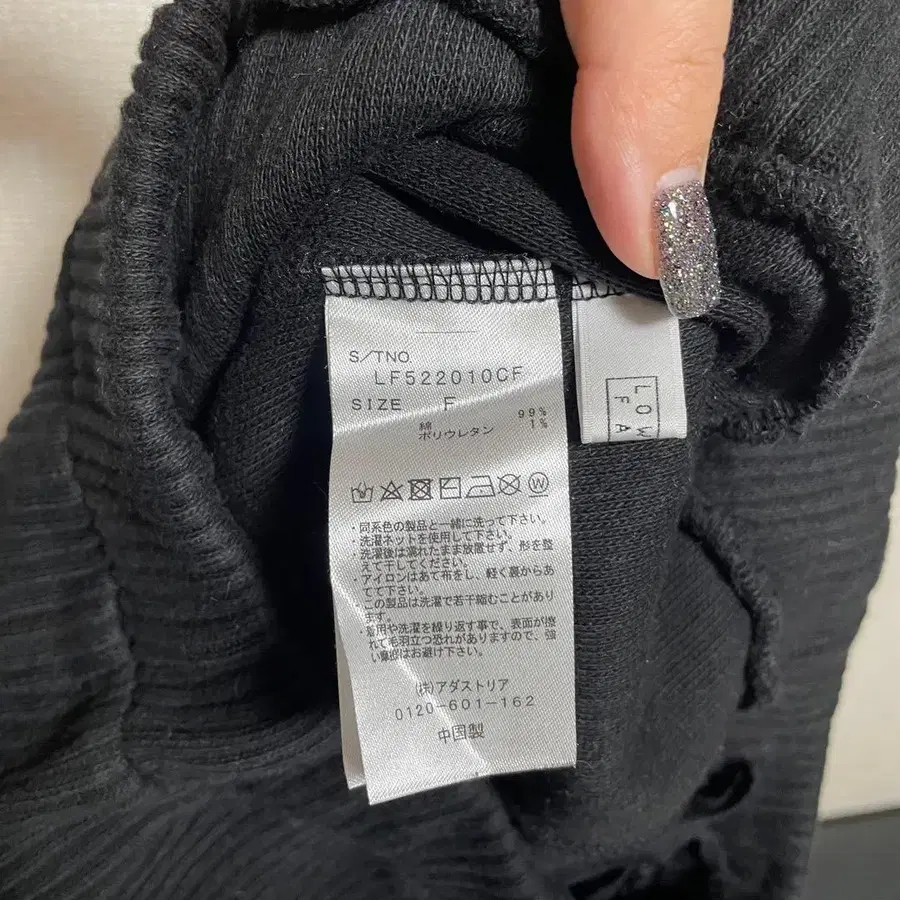 S/TNO
LF522010CF
SIZE F
綿 99%
ポリウレタン 1%
W
・同系色の製品と一緒に洗って下さい。
・洗濯ネットを使用して下さい。
・洗濯後は濡れたまま放置せず、形を整
えて干してください。
・アイロンはあて布をし、軽く裏からあ
てて下さい。
・この製品は洗濯で若干縮むことがあり
ます。
・着用や洗濯を繰り返す事で、表面が擦
れて毛羽立つ恐れがありますので、強
い摩擦はお避け下さい。
(株)アダストリア
0120-601-162
中国製
LOW
FA